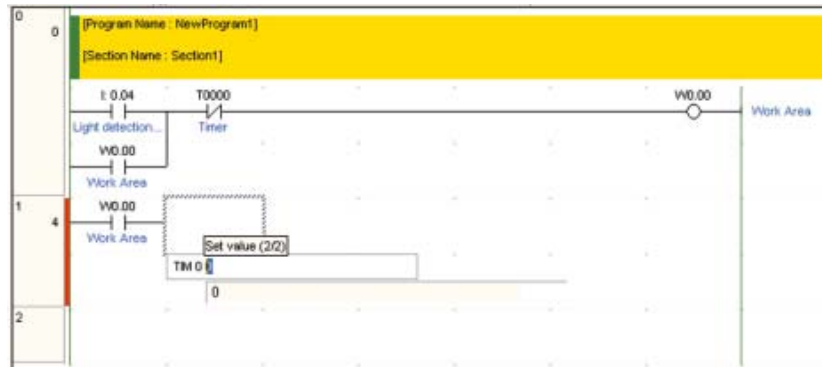 0
0
[Program Name : NewProgram1]
[Section Name : Section1]
I: 0.04
T0000
W0.00
Work Area
Light detection...
Timer
W0.00
Work Area
1
4
W0.00
Work Area
Set value (2/2)
TIM 0 0
0
2